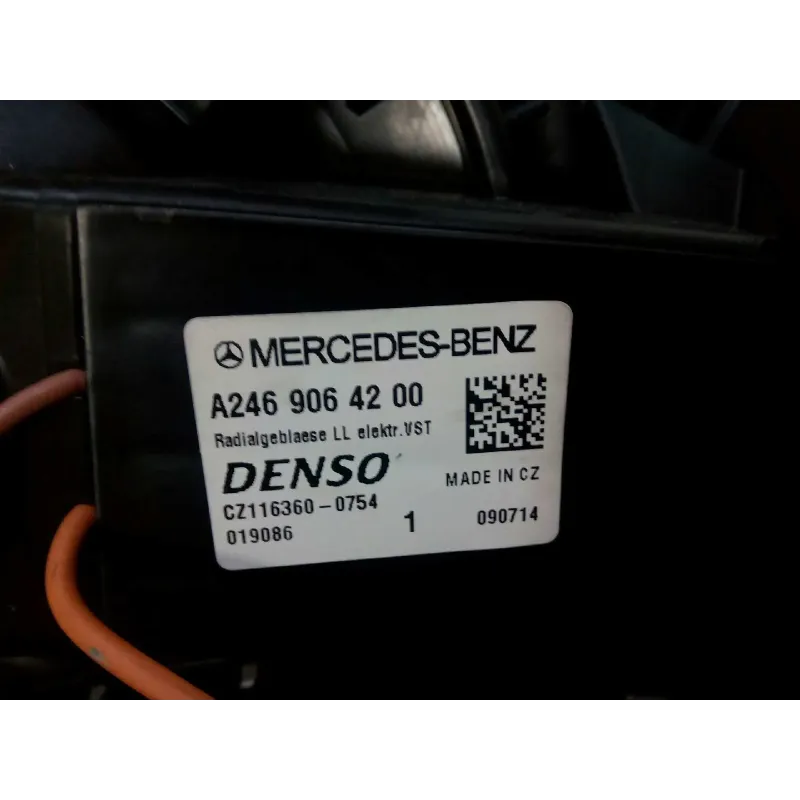 MERCEDES-BENZ
A246 906 42 00
Radialgeblaese LL elektr.VST
DENSO
MADE IN CZ
CZ116360-0754
019086 1 090714